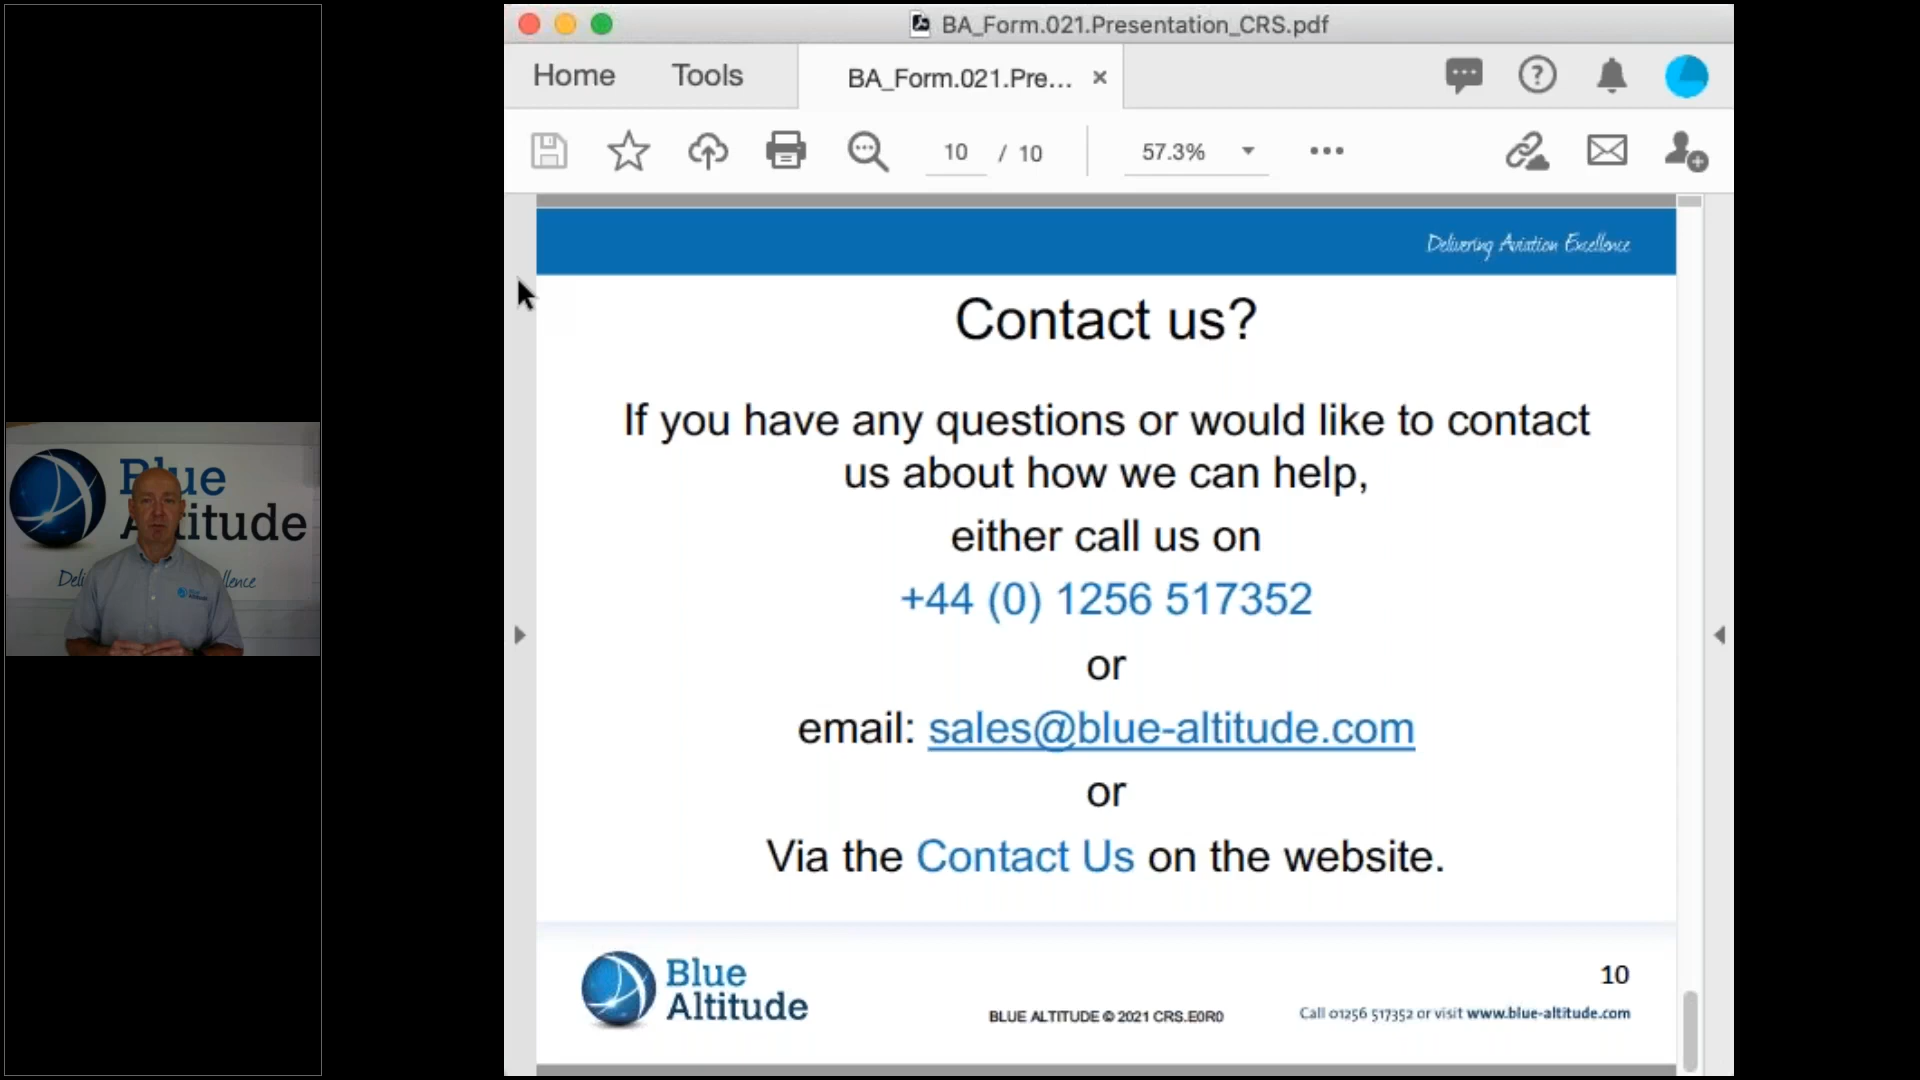 BA_Form.021.Presentation_CRS.pdf
Home
Tools
BA_Form.021.Pre...
10 / 10
57.3%
Delivering Aviation Excellence
Contact us?
If you have any questions or would like to contact
us about how we can help,
either call us on
+44 (0) 1256 517352
or
email: sales@blue-altitude.com
or
Via the Contact Us on the website.
Blue
Altitude
BLUE ALTITUDE © 2021 CRS.E0R0
10
Call 01256 517352 or visit www.blue-altitude.com